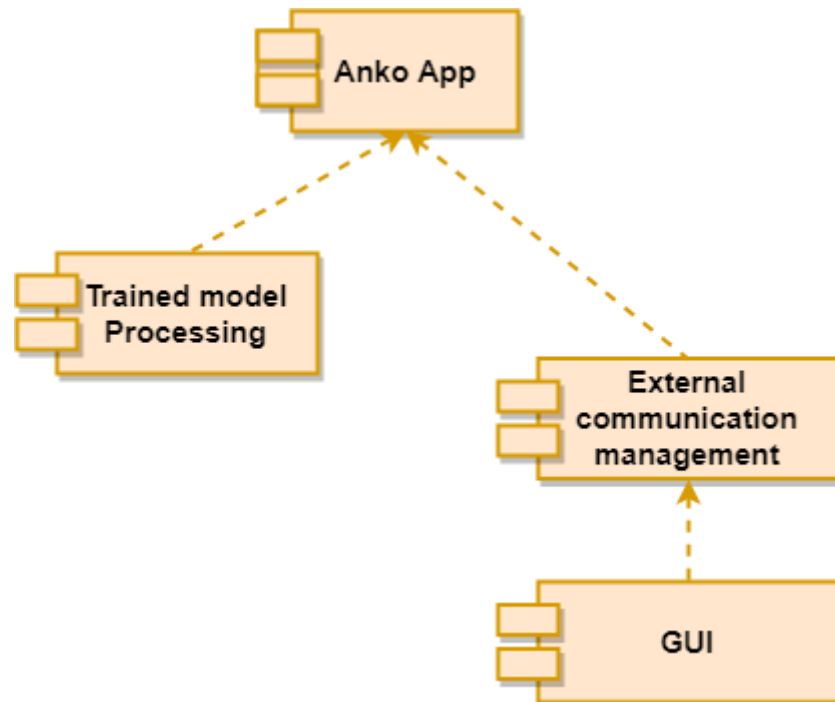 Anko App
Trained model
Processing
External
communication
management
GUI